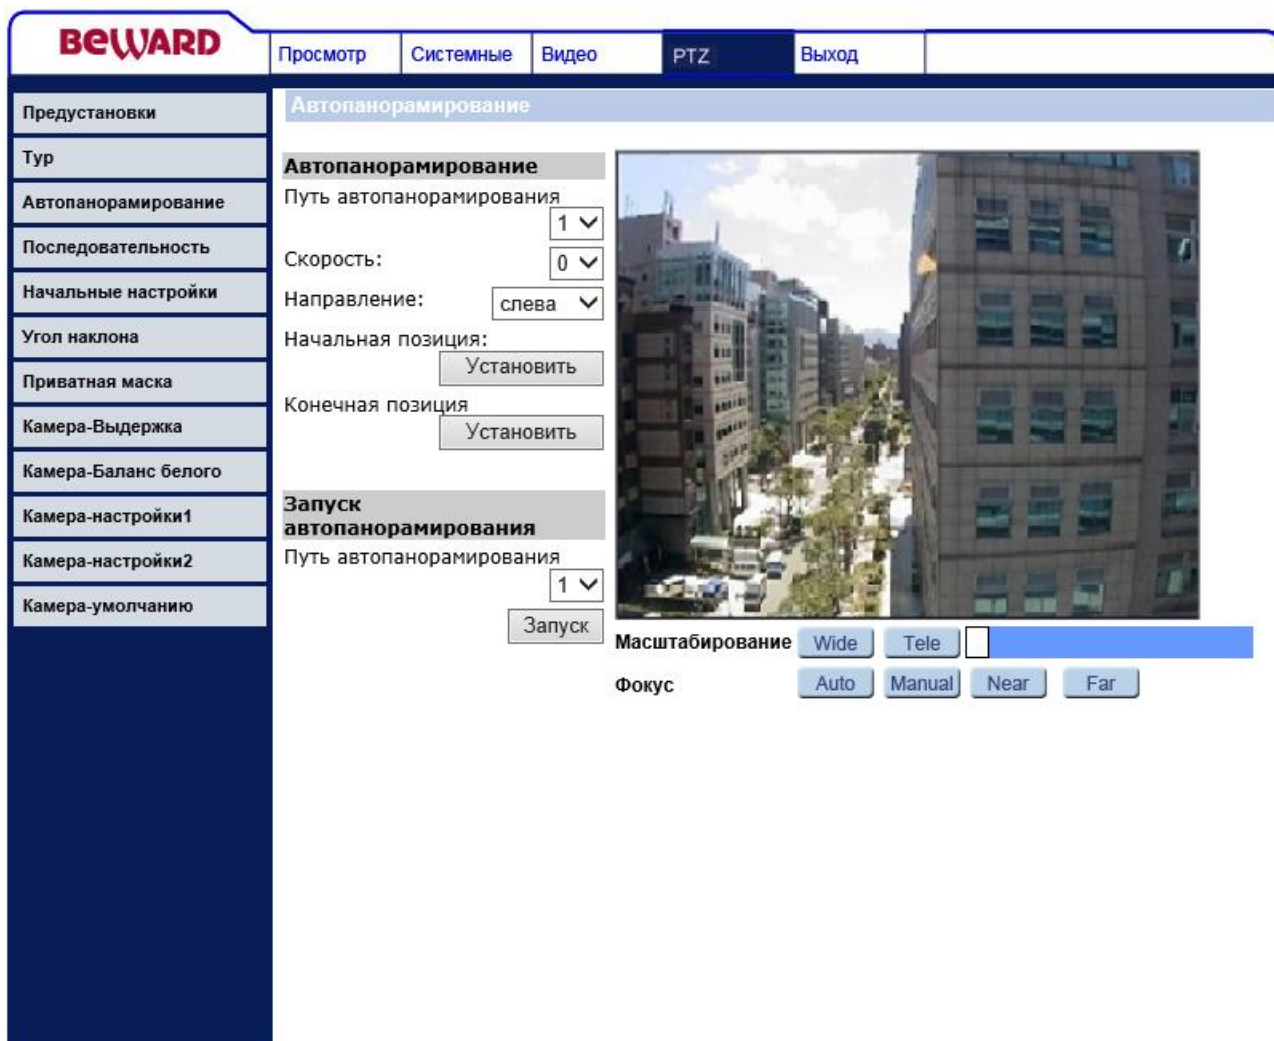 BEWARD
Просмотр
Системные
Видео
PTZ
Выход
Предустановки
Тур
Автопанорамирование
Последовательность
Начальные настройки
Угол наклона
Приватная маска
Камера-Выдержка
Камера-Баланс белого
Камера-настройки1
Камера-настройки2
Камера-умолчанию
Автопанорамирование
Автопанорамирование
Путь автопанорамирования
1
Скорость:
0
Направление:
слева
Начальная позиция:
Установить
Конечная позиция
Установить
Запуск
автопанорамирования
Путь автопанорамирования
1
Запуск
Масштабирование
Wide
Tele
Фокус
Auto
Manual
Near
Far